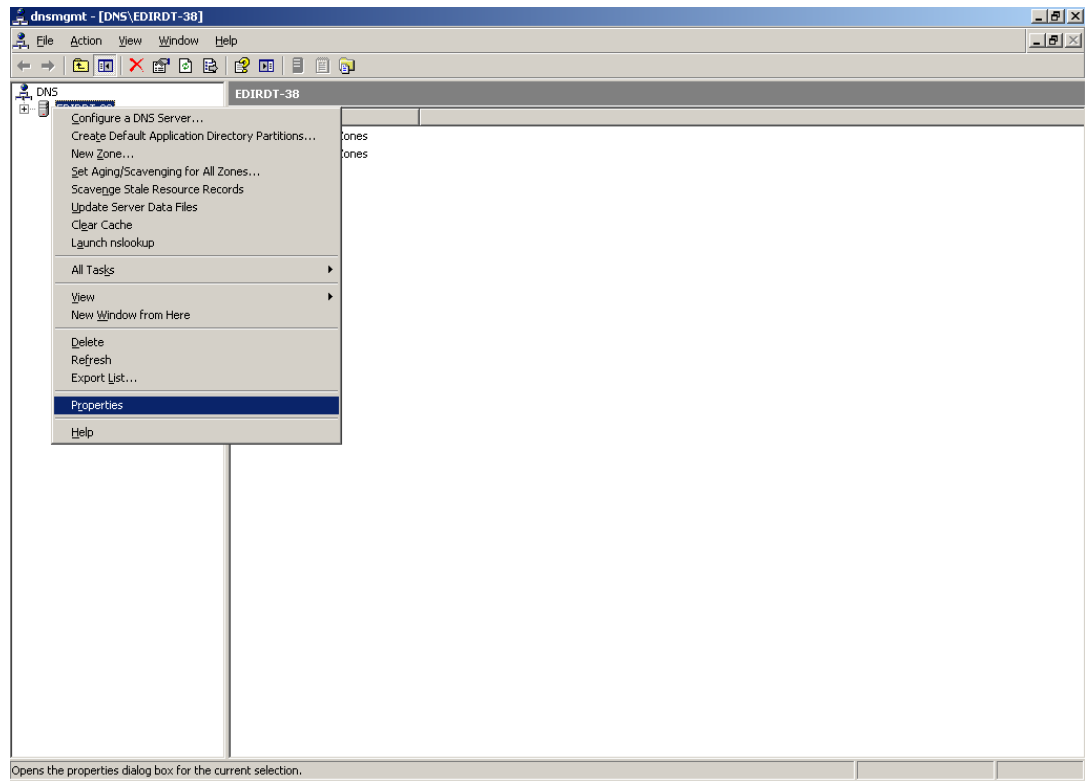 dnsmgmt - [DNS\EDIRDT-38]
File Action View Window Help
DNS
EDIRDT-38
EDIRDT-38
Configure a DNS Server...
Create Default Application Directory Partitions...
Zones
New Zone...
Zones
Set Aging/Scavenging for All Zones...
Scavenge Stale Resource Records
Update Server Data Files
Clear Cache
Launch nslookup
All Tasks
View
New Window from Here
Delete
Refresh
Export List...
Properties
Help
Opens the properties dialog box for the current selection.